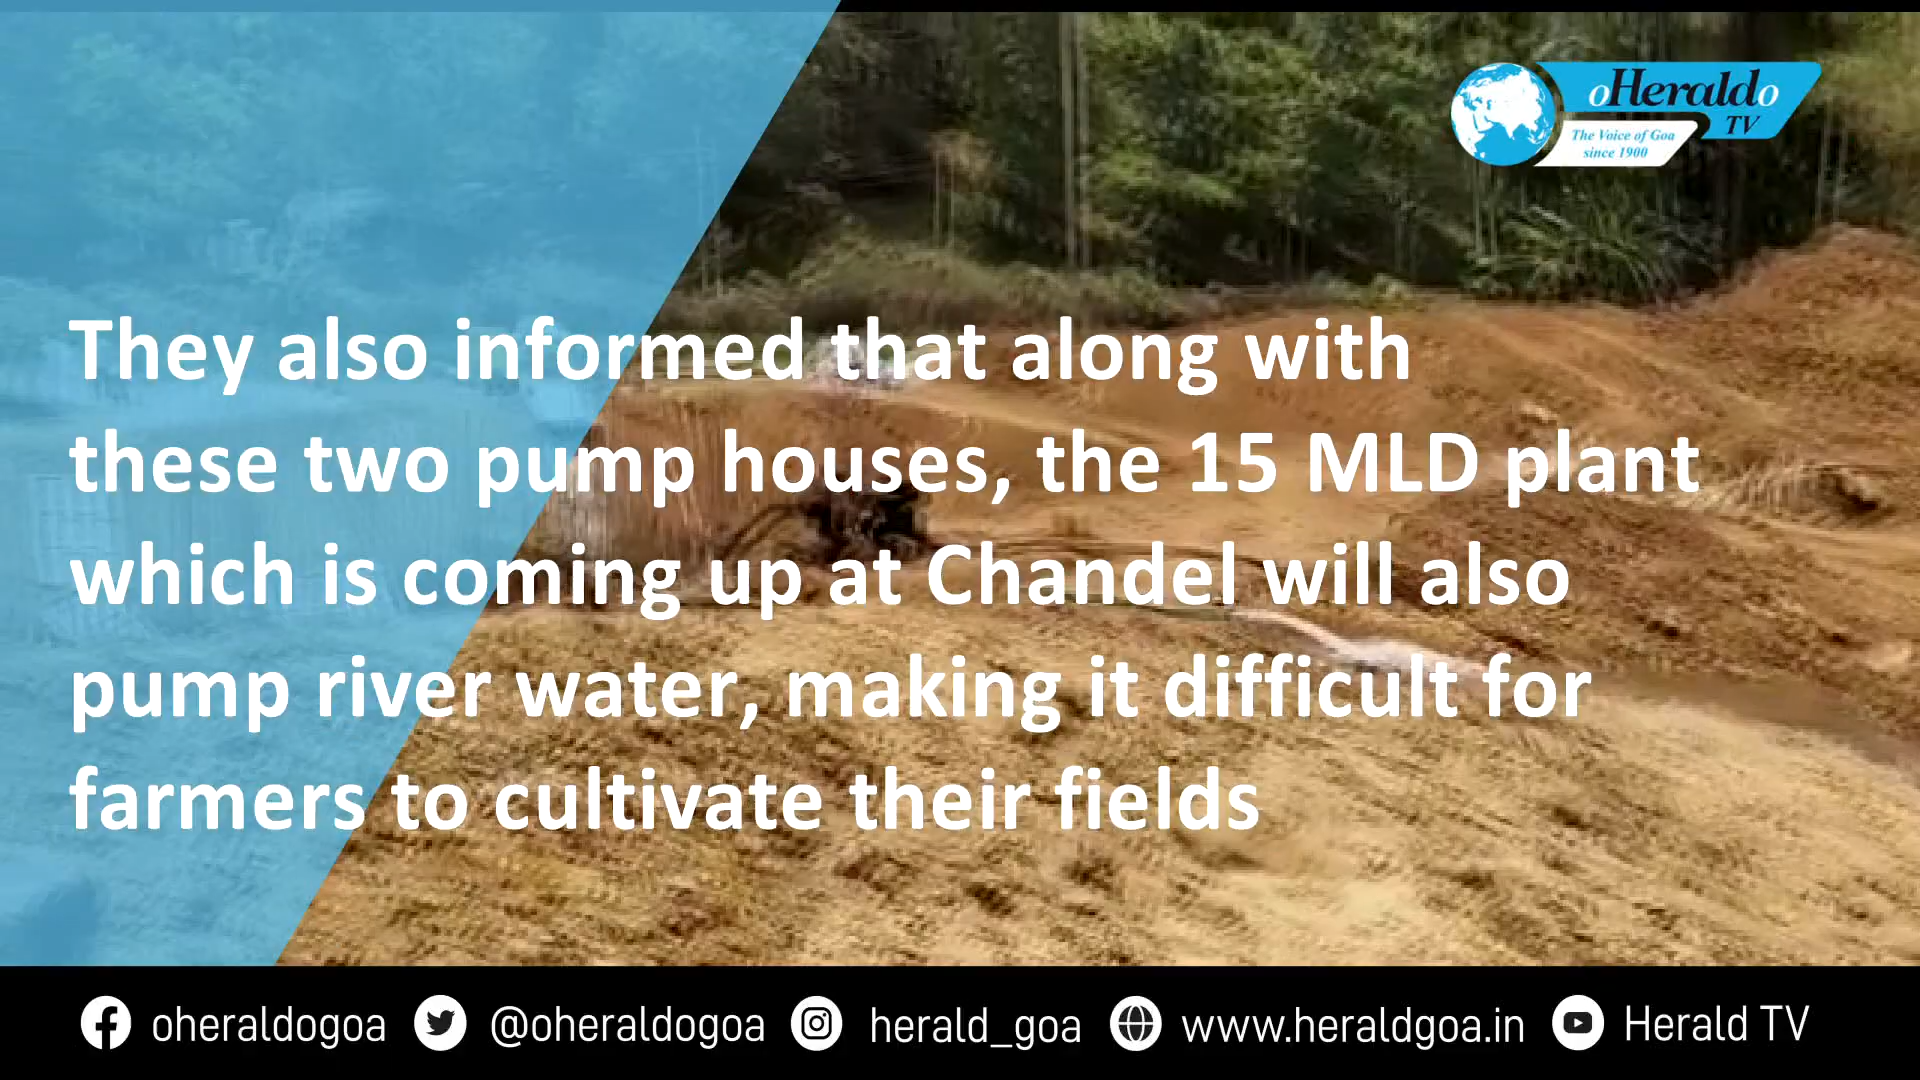 oHeraldo
TV
The Voice of Goa
since 1900
They also informed that along with
these two pump houses, the 15 MLD plant
which is coming up at Chandel will also
pump river water, making it difficult for
farmers to cultivate their fields
oheraldogoa @oheraldogoa herald_goa www.heraldgoa.in Herald TV